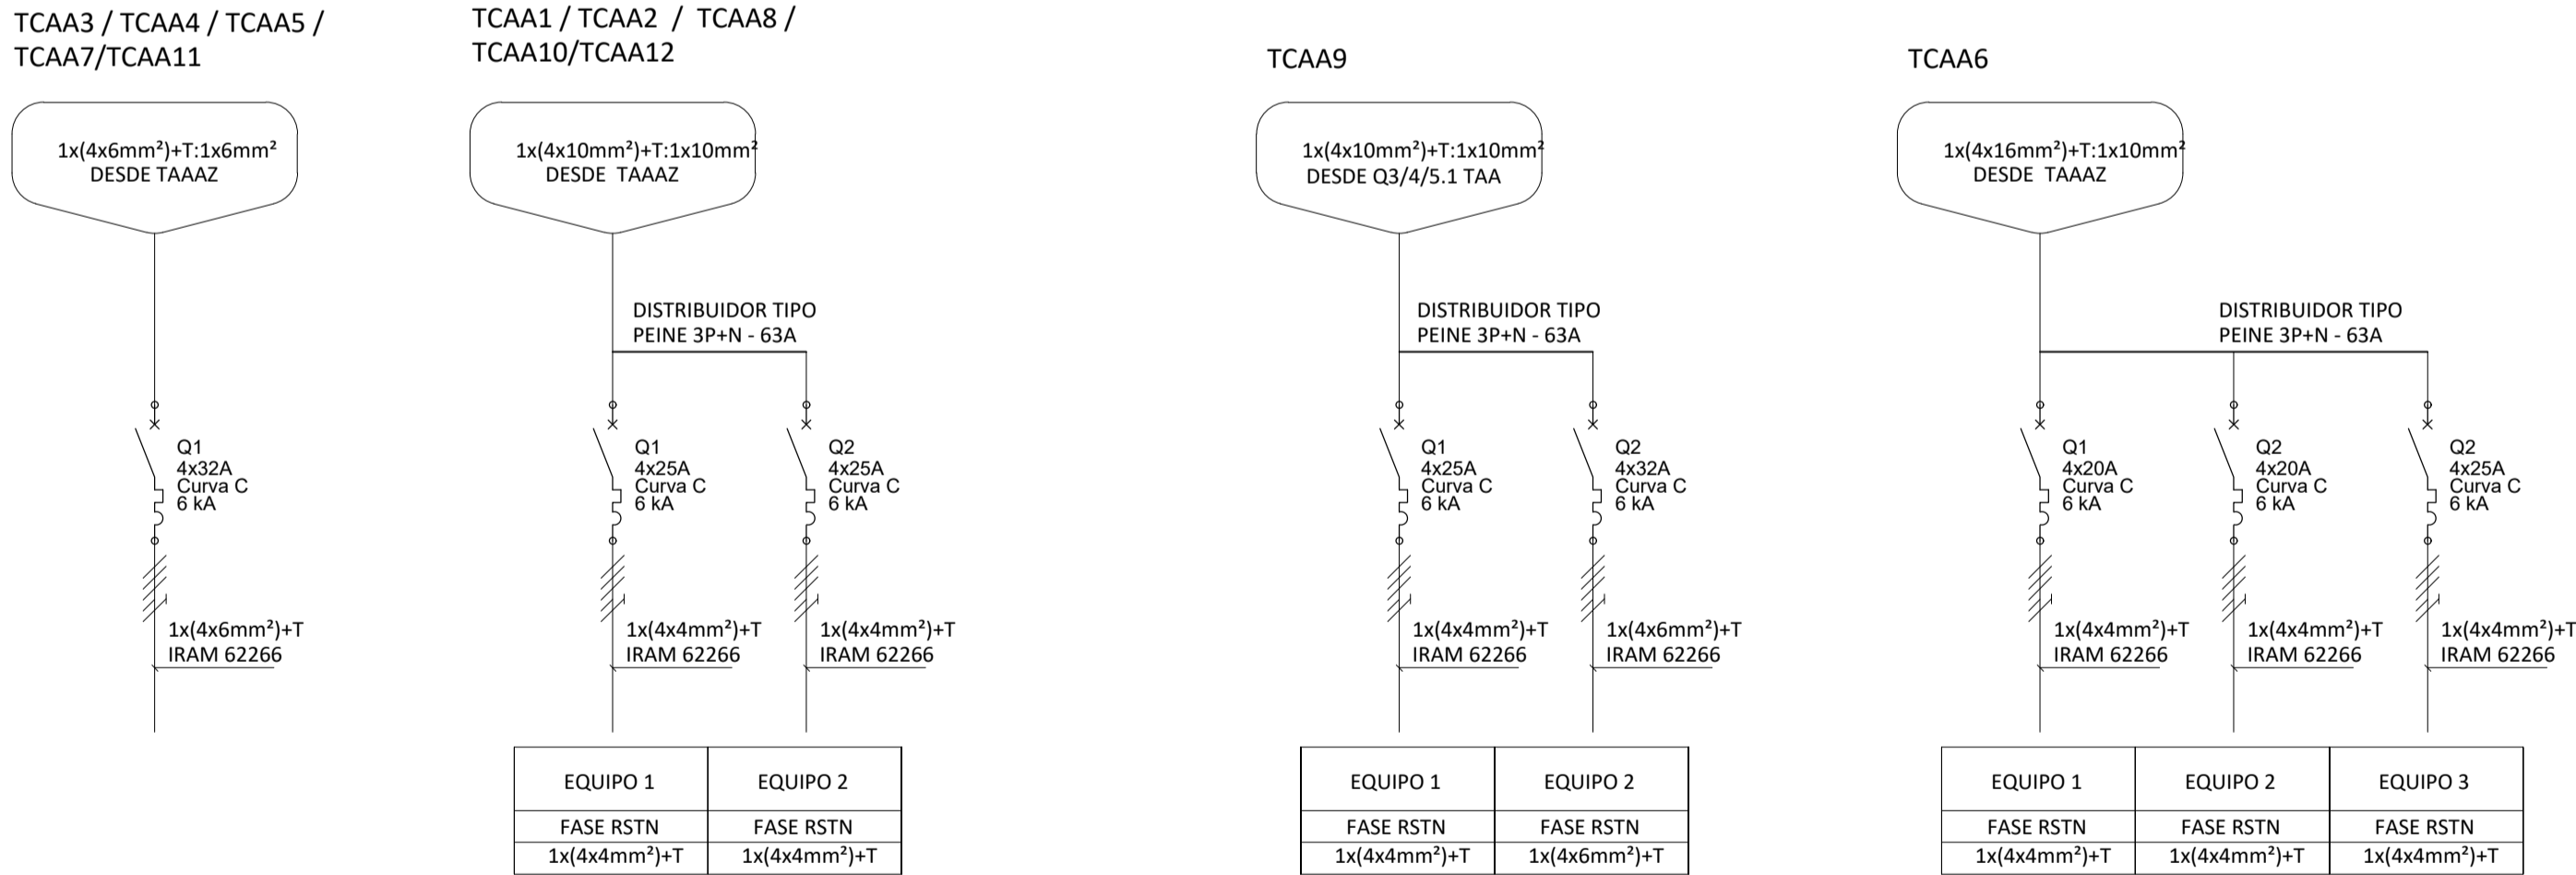 TCAA3 / TCAA4 / TCAA5 /
TCAA7/TCAA11
1x(4x6mm²)+T:1x6mm²
DESDE TAAAZ
Q1
4x32A
Curva C
6 kA
1x(4x6mm²)+T
IRAM 62266
TCAA1 / TCAA2 / TCAA8 /
TCAA10/TCAA12
1x(4x10mm²)+T:1x10mm²
DESDE TAAAZ
DISTRIBUIDOR TIPO
PEINE 3P+N - 63A
Q1
4x25A
Curva C
6 kA
1x(4x4mm²)+T
IRAM 62266
Q2
4x25A
Curva C
6 kA
1x(4x4mm²)+T
IRAM 62266
EQUIPO 1 EQUIPO 2
FASE RSTN FASE RSTN
1x(4x4mm²)+T 1x(4x4mm²)+T
TCAA9
1x(4x10mm²)+T:1x10mm²
DESDE Q3/4/5.1 TAA
DISTRIBUIDOR TIPO
PEINE 3P+N - 63A
Q1
4x25A
Curva C
6 kA
1x(4x4mm²)+T
IRAM 62266
Q2
4x32A
Curva C
6 kA
1x(4x6mm²)+T
IRAM 62266
EQUIPO 1 EQUIPO 2
FASE RSTN FASE RSTN
1x(4x4mm²)+T 1x(4x6mm²)+T
TCAA6
1x(4x16mm²)+T:1x10mm²
DESDE TAAAZ
DISTRIBUIDOR TIPO
PEINE 3P+N - 63A
Q1
4x20A
Curva C
6 kA
1x(4x4mm²)+T
IRAM 62266
Q2
4x20A
Curva C
6 kA
1x(4x4mm²)+T
IRAM 62266
Q2
4x25A
Curva C
6 kA
1x(4x4mm²)+T
IRAM 62266
EQUIPO 1 EQUIPO 2 EQUIPO 3
FASE RSTN FASE RSTN FASE RSTN
1x(4x4mm²)+T 1x(4x4mm²)+T 1x(4x4mm²)+T